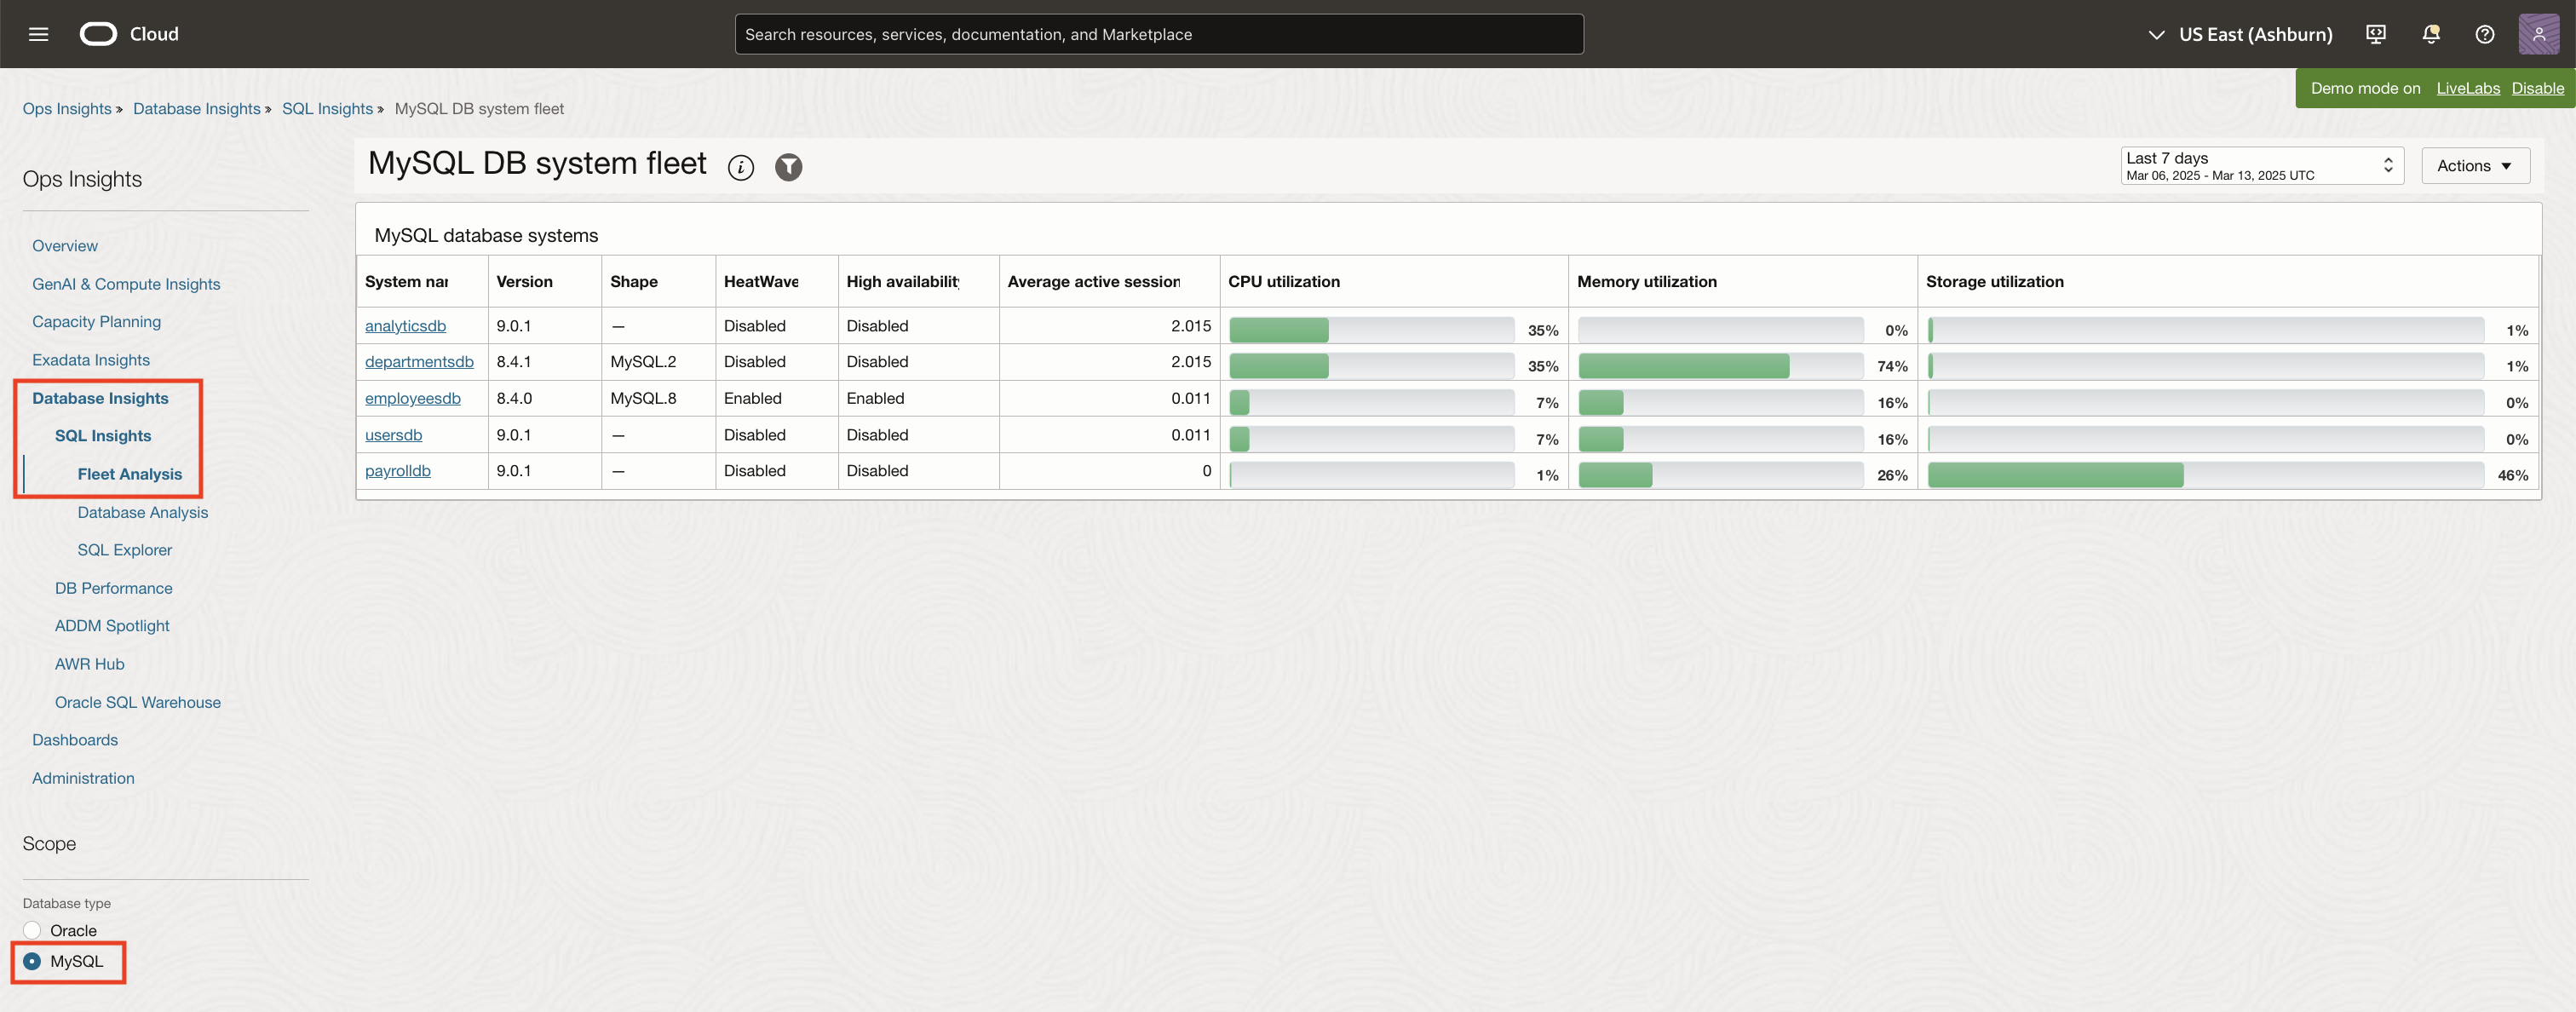 Cloud
Search resources, services, documentation, and Marketplace
US East (Ashburn)
Demo mode on LiveLabs Disable
Ops Insights » Database Insights » SQL Insights » MySQL DB system fleet
Ops Insights
Overview
GenAI & Compute Insights
Capacity Planning
Exadata Insights
Database Insights
SQL Insights
Fleet Analysis
Database Analysis
SQL Explorer
DB Performance
ADDM Spotlight
AWR Hub
Oracle SQL Warehouse
Dashboards
Administration
Scope
Database type
Oracle
MySQL
MySQL DB system fleet
Last 7 days
Mar 06, 2025 - Mar 13, 2025 UTC
Actions
MySQL database systems
System nar Version Shape HeatWave High availability Average active session CPU utilization Memory utilization Storage utilization
analyticsdb 9.0.1 — Disabled Disabled 2.015 35% 0% 1%
departmentsdb 8.4.1 MySQL.2 Disabled Disabled 2.015 35% 74% 1%
employeesdb 8.4.0 MySQL.8 Enabled Enabled 0.011 7% 16% 0%
usersdb 9.0.1 — Disabled Disabled 0.011 7% 16% 0%
payrolldb 9.0.1 — Disabled Disabled 0 1% 26% 46%